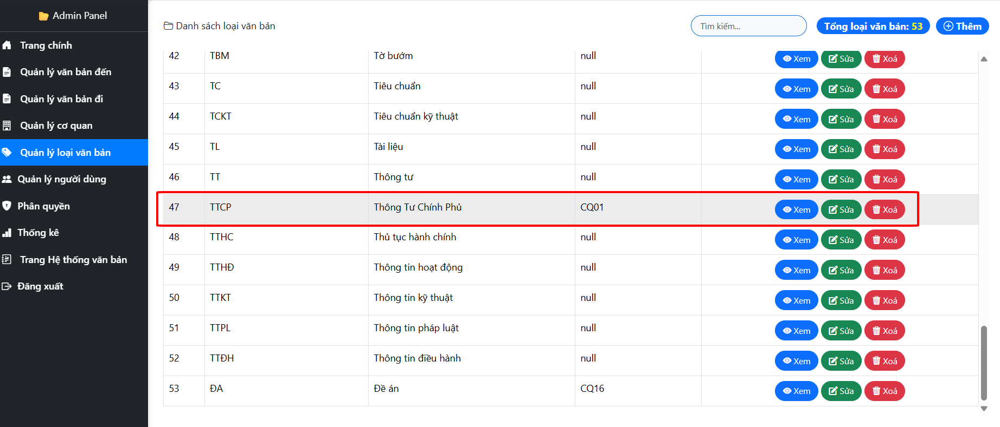 Admin Panel
Trang chính
Quản lý văn bản đến
Quản lý văn bản đi
Quản lý cơ quan
Quản lý loại văn bản
Quản lý người dùng
Phân quyền
Thống kê
Trang Hệ thống văn bản
Đăng xuất
Danh sách loại văn bản
Tìm kiếm...
Tổng loại văn bản: 53
Thêm
42 TBM Tờ bướm null Xem Sửa Xoá
43 TC Tiêu chuẩn null Xem Sửa Xoá
44 TCKT Tiêu chuẩn kỹ thuật null Xem Sửa Xoá
45 TL Tài liệu null Xem Sửa Xoá
46 TT Thông tư null Xem Sửa Xoá
47 TTCP Thông Tư Chính Phủ CQ01 Xem Sửa Xoá
48 TTHC Thủ tục hành chính null Xem Sửa Xoá
49 TTHĐ Thông tin hoạt động null Xem Sửa Xoá
50 TTKT Thông tin kỹ thuật null Xem Sửa Xoá
51 TTPL Thông tin pháp luật null Xem Sửa Xoá
52 TTĐH Thông tin điều hành null Xem Sửa Xoá
53 ĐA Đề án CQ16 Xem Sửa Xoá